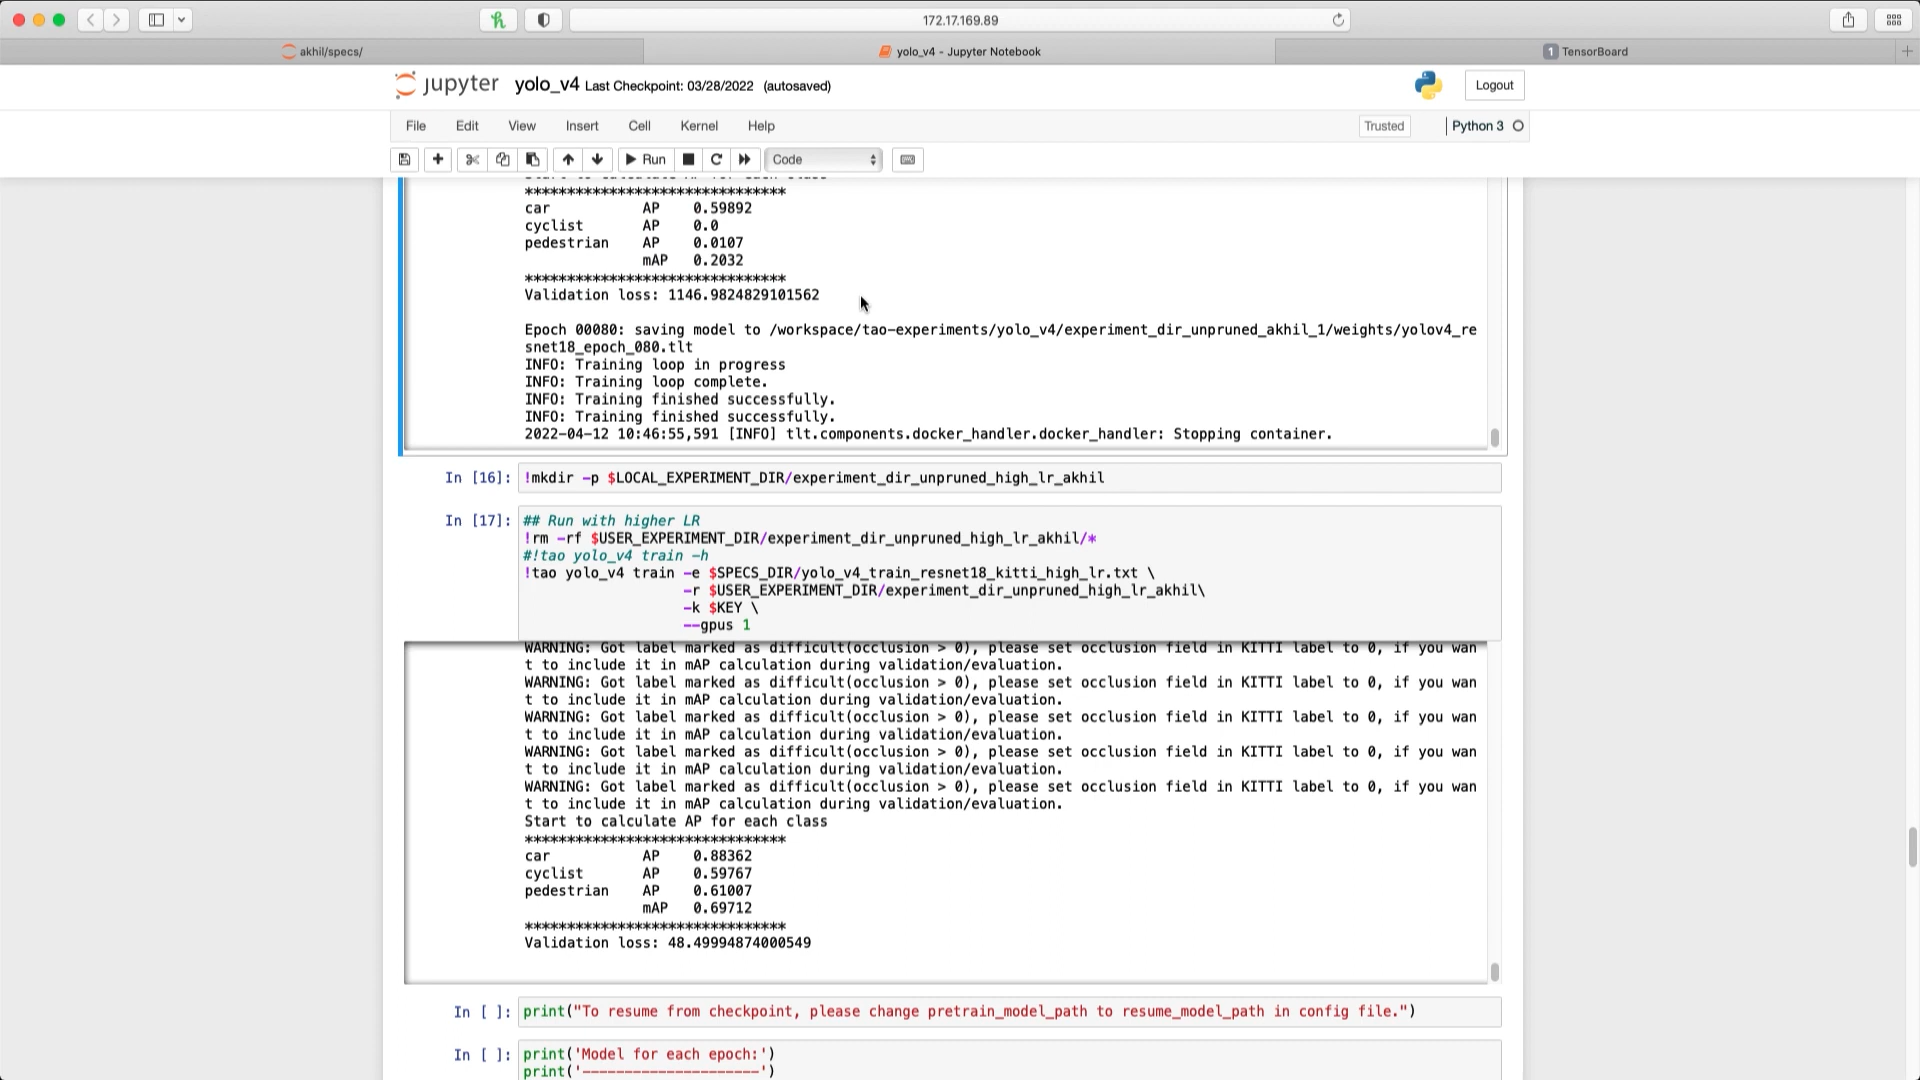 172.17.169.89
akhil/specs/
yolo_v4 - Jupyter Notebook
1 TensorBoard
jupyter yolo_v4 Last Checkpoint: 03/28/2022 (autosaved)
Logout
File Edit View Insert Cell Kernel Help
Trusted
Python 3
Run
Code
*******************************
car AP 0.59892
cyclist AP 0.0
pedestrian AP 0.0107
mAP 0.2032
*******************************
Validation loss: 1146.9824829101562
Epoch 00080: saving model to /workspace/tao-experiments/yolo_v4/experiment_dir_unpruned_akhil_1/weights/yolov4_re
snet18_epoch_080.tlt
INFO: Training loop in progress
INFO: Training loop complete.
INFO: Training finished successfully.
INFO: Training finished successfully.
2022-04-12 10:46:55,591 [INFO] tlt.components.docker_handler.docker_handler: Stopping container.
In [16]: !mkdir -p $LOCAL_EXPERIMENT_DIR/experiment_dir_unpruned_high_lr_akhil
In [17]: ## Run with higher LR
!rm -rf $USER_EXPERIMENT_DIR/experiment_dir_unpruned_high_lr_akhil/*
#!tao yolo_v4 train -h
!tao yolo_v4 train -e $SPECS_DIR/yolo_v4_train_resnet18_kitti_high_lr.txt \
-r $USER_EXPERIMENT_DIR/experiment_dir_unpruned_high_lr_akhil\
-k $KEY \
--gpus 1
WARNING: Got label marked as difficult(occlusion > 0), please set occlusion field in KITTI label to 0, if you wan
t to include it in mAP calculation during validation/evaluation.
WARNING: Got label marked as difficult(occlusion > 0), please set occlusion field in KITTI label to 0, if you wan
t to include it in mAP calculation during validation/evaluation.
WARNING: Got label marked as difficult(occlusion > 0), please set occlusion field in KITTI label to 0, if you wan
t to include it in mAP calculation during validation/evaluation.
WARNING: Got label marked as difficult(occlusion > 0), please set occlusion field in KITTI label to 0, if you wan
t to include it in mAP calculation during validation/evaluation.
WARNING: Got label marked as difficult(occlusion > 0), please set occlusion field in KITTI label to 0, if you wan
t to include it in mAP calculation during validation/evaluation.
Start to calculate AP for each class
*******************************
car AP 0.88362
cyclist AP 0.59767
pedestrian AP 0.61007
mAP 0.69712
*******************************
Validation loss: 48.49994874000549
In [ ]: print("To resume from checkpoint, please change pretrain_model_path to resume_model_path in config file.")
In [ ]: print('Model for each epoch:')
print('---------------------')